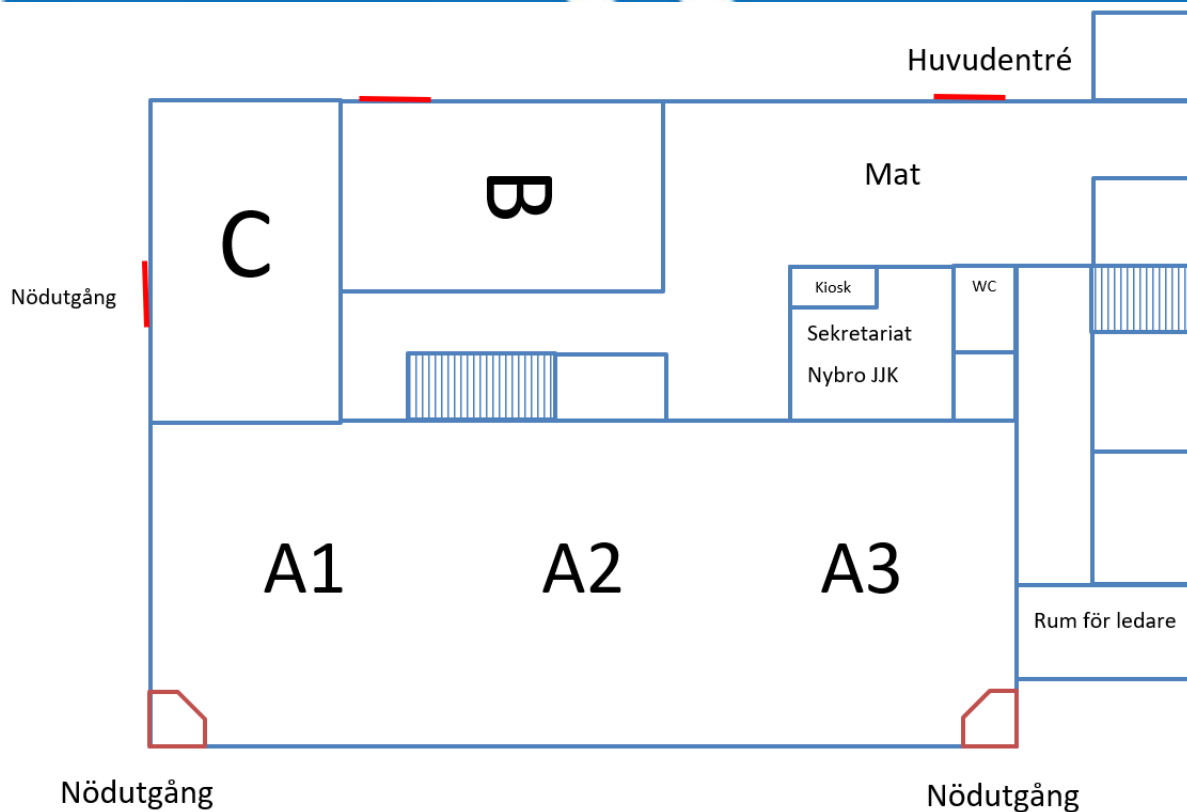 Huvudentré
Mat
B
C
Nödutgång
Kiosk
WC
Sekretariat
Nybro JJK
A1
A2
A3
Rum för ledare
Nödutgång
Nödutgång